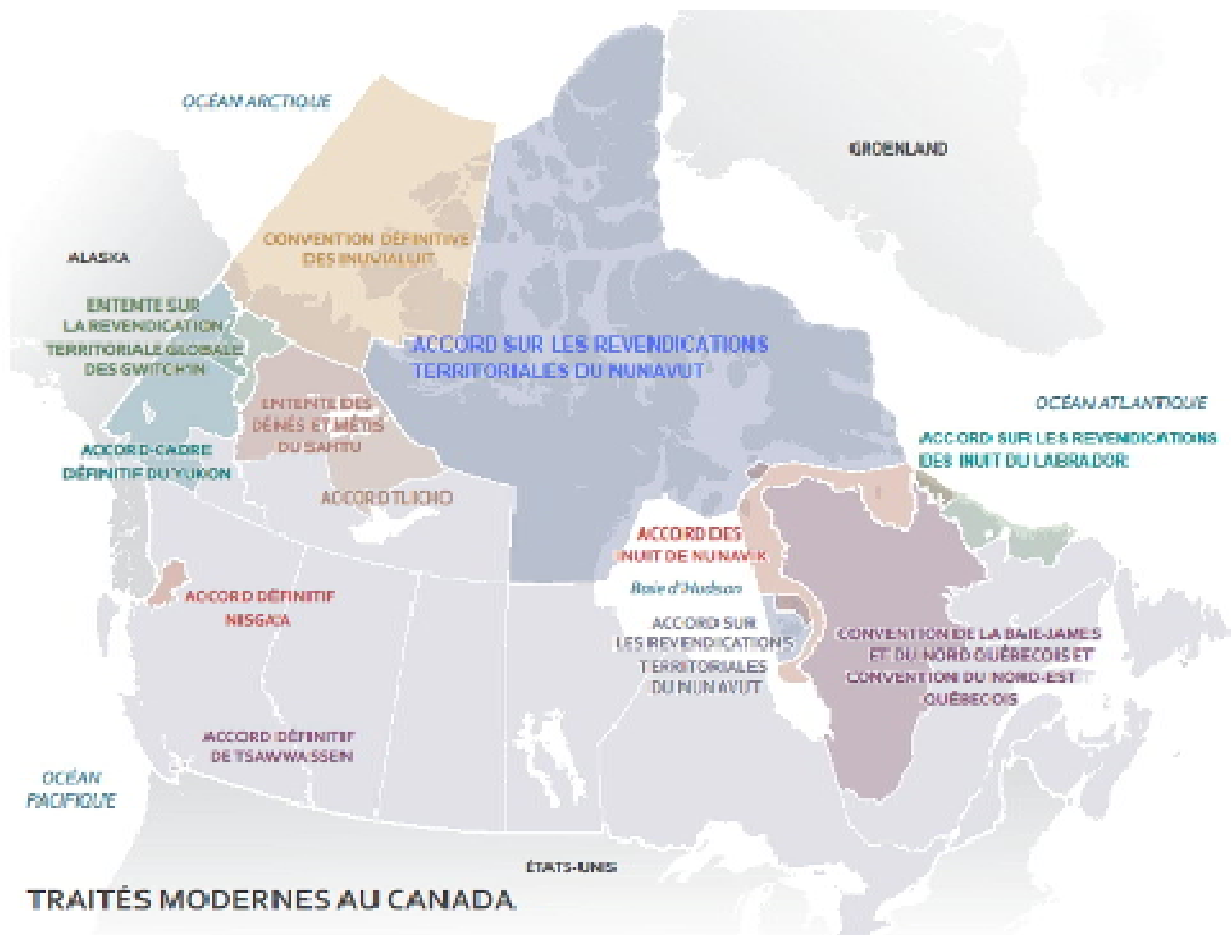 OCÉAN ARCTIQUE
GROENLAND
ALASKA
CONVENTION DÉFINITIVE
DES INUVIALUIT
ENTENTE SUR
LA REVENDICATION
TERRITORIALE GLOBALE
DES GWITCH'IN
ACCORD SUR LES REVENDICATIONS
TERRITORIALES DU NUNAVUT
ENTENTE DES
DÉNÉS ET MÉTIS
DU SAHTU
OCÉAN ATLANTIQUE
ACCORD SUR LES REVENDICATIONS
DES INUIT DU LABRADOR
ACCORD-CADRE
DÉFINITIF DU YUKON
ACCORD TLICHO
ACCORD DES
INUIT DE NUNAVIK
Baie d'Hudson
ACCORD DÉFINITIF
NISGA'A
ACCORD SUR
LES REVENDICATIONS
TERRITORIALES
DU NUNAVUT
CONVENTION DE LA BAIE-JAMES
ET DU NORD QUÉBECOIS ET
CONVENTION DU NORD-EST
QUÉBECOIS
ACCORD DÉFINITIF
DE TSAWWASSEN
OCÉAN
PACIFIQUE
ÉTATS-UNIS
TRAITÉS MODERNES AU CANADA